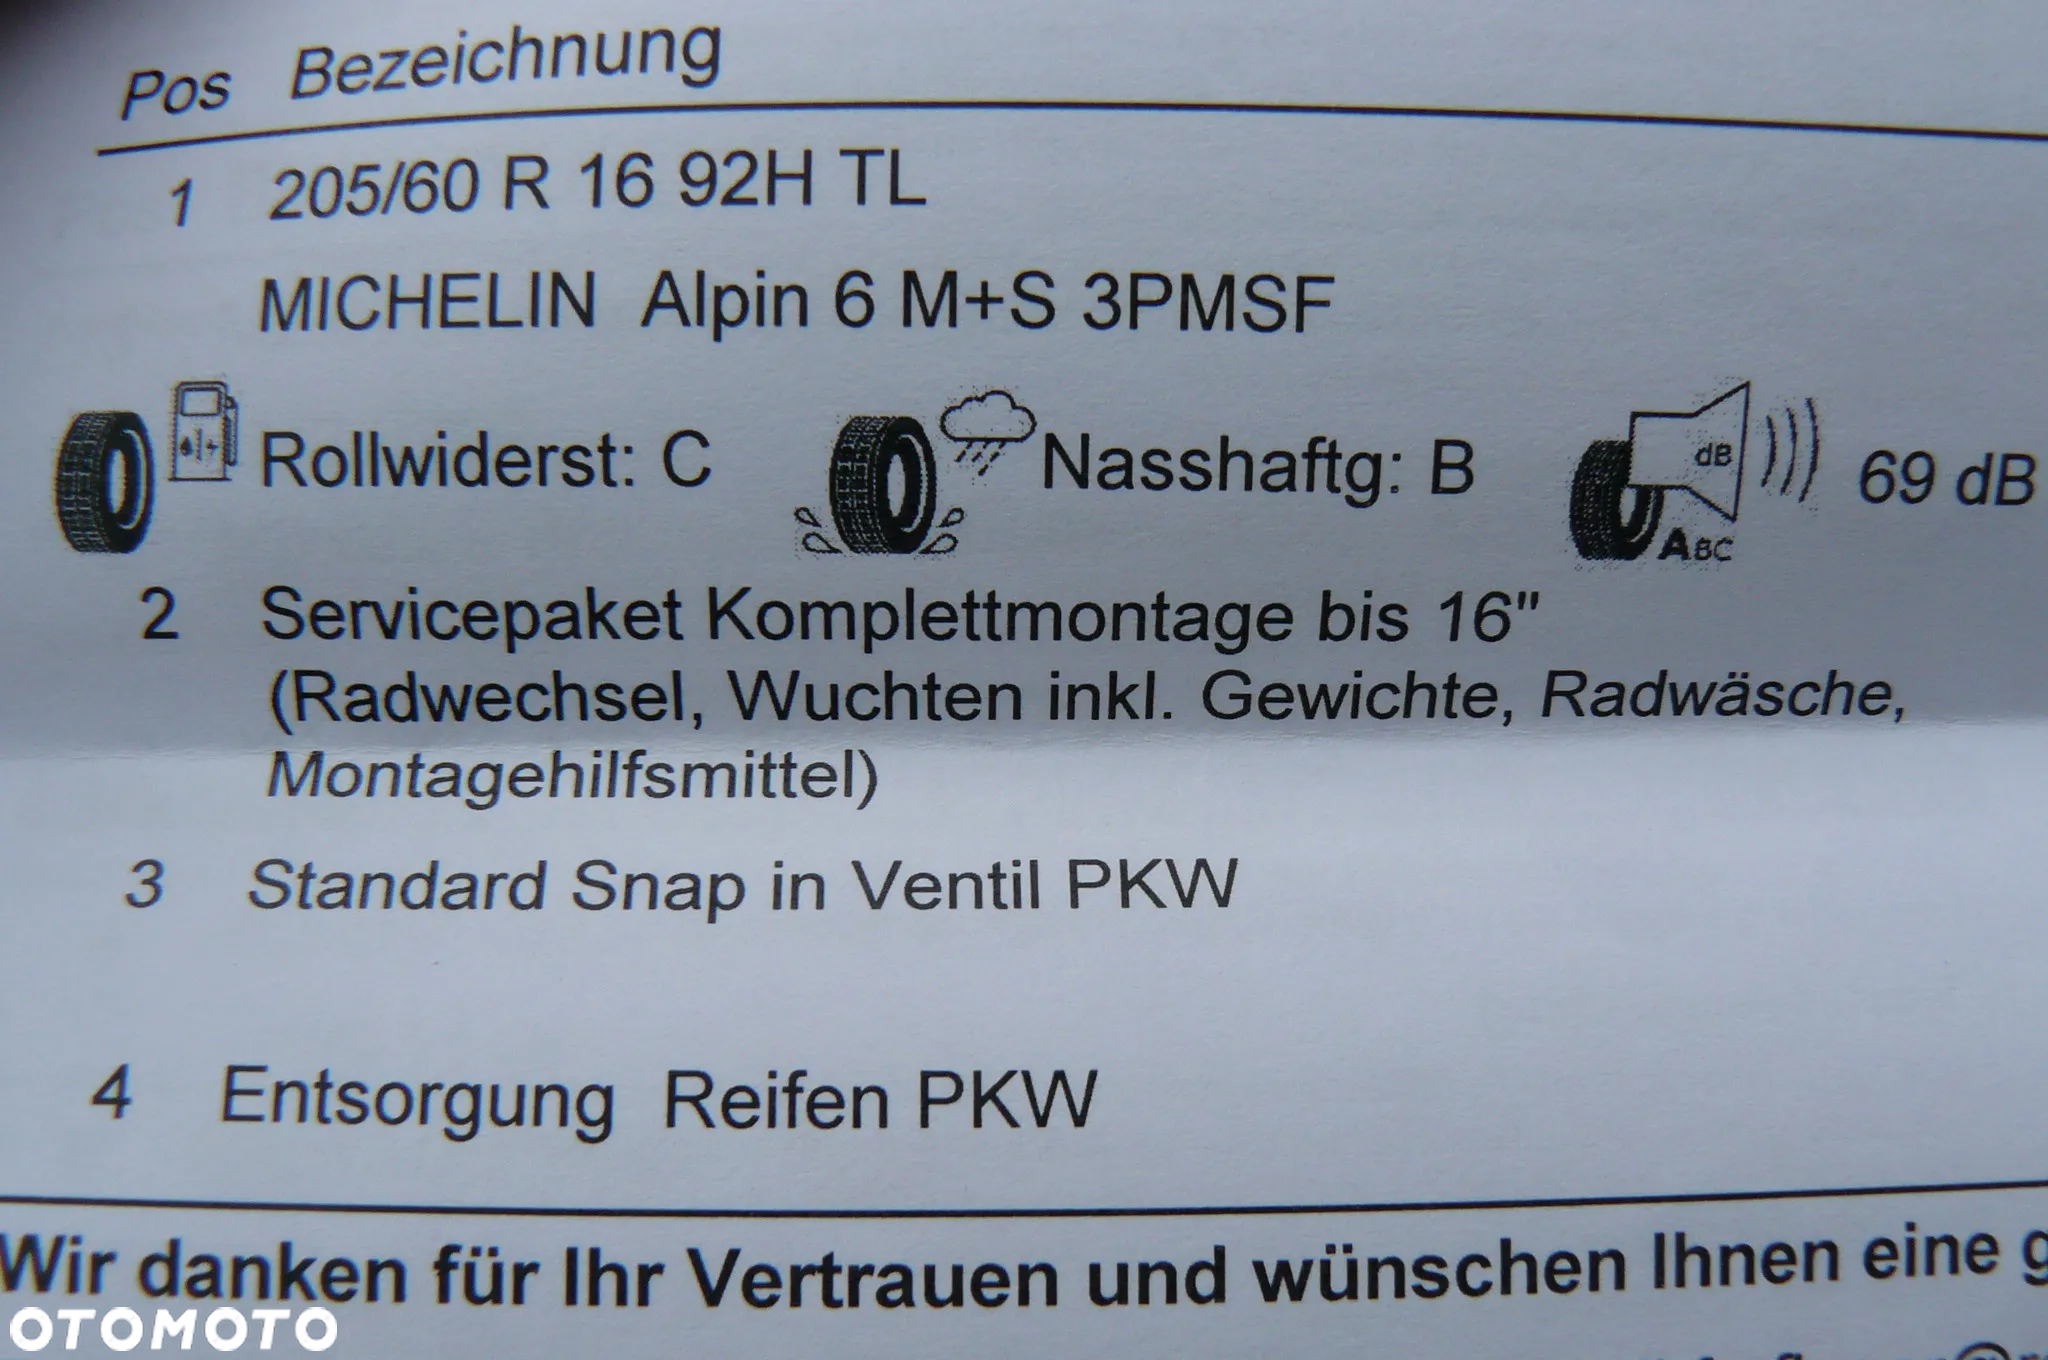 Pos Bezeichnung
1 205/60 R 16 92H TL
MICHELIN Alpin 6 M+S 3PMSF
Rollwiderst: C Nasshaftg: B dB 69 dB
ABC
2 Servicepaket Komplettmontage bis 16"
(Radwechsel, Wuchten inkl. Gewichte, Radwäsche,
Montagehilfsmittel)
3 Standard Snap in Ventil PKW
4 Entsorgung Reifen PKW
Wir danken für Ihr Vertrauen und wünschen Ihnen eine g
OTOMOTO